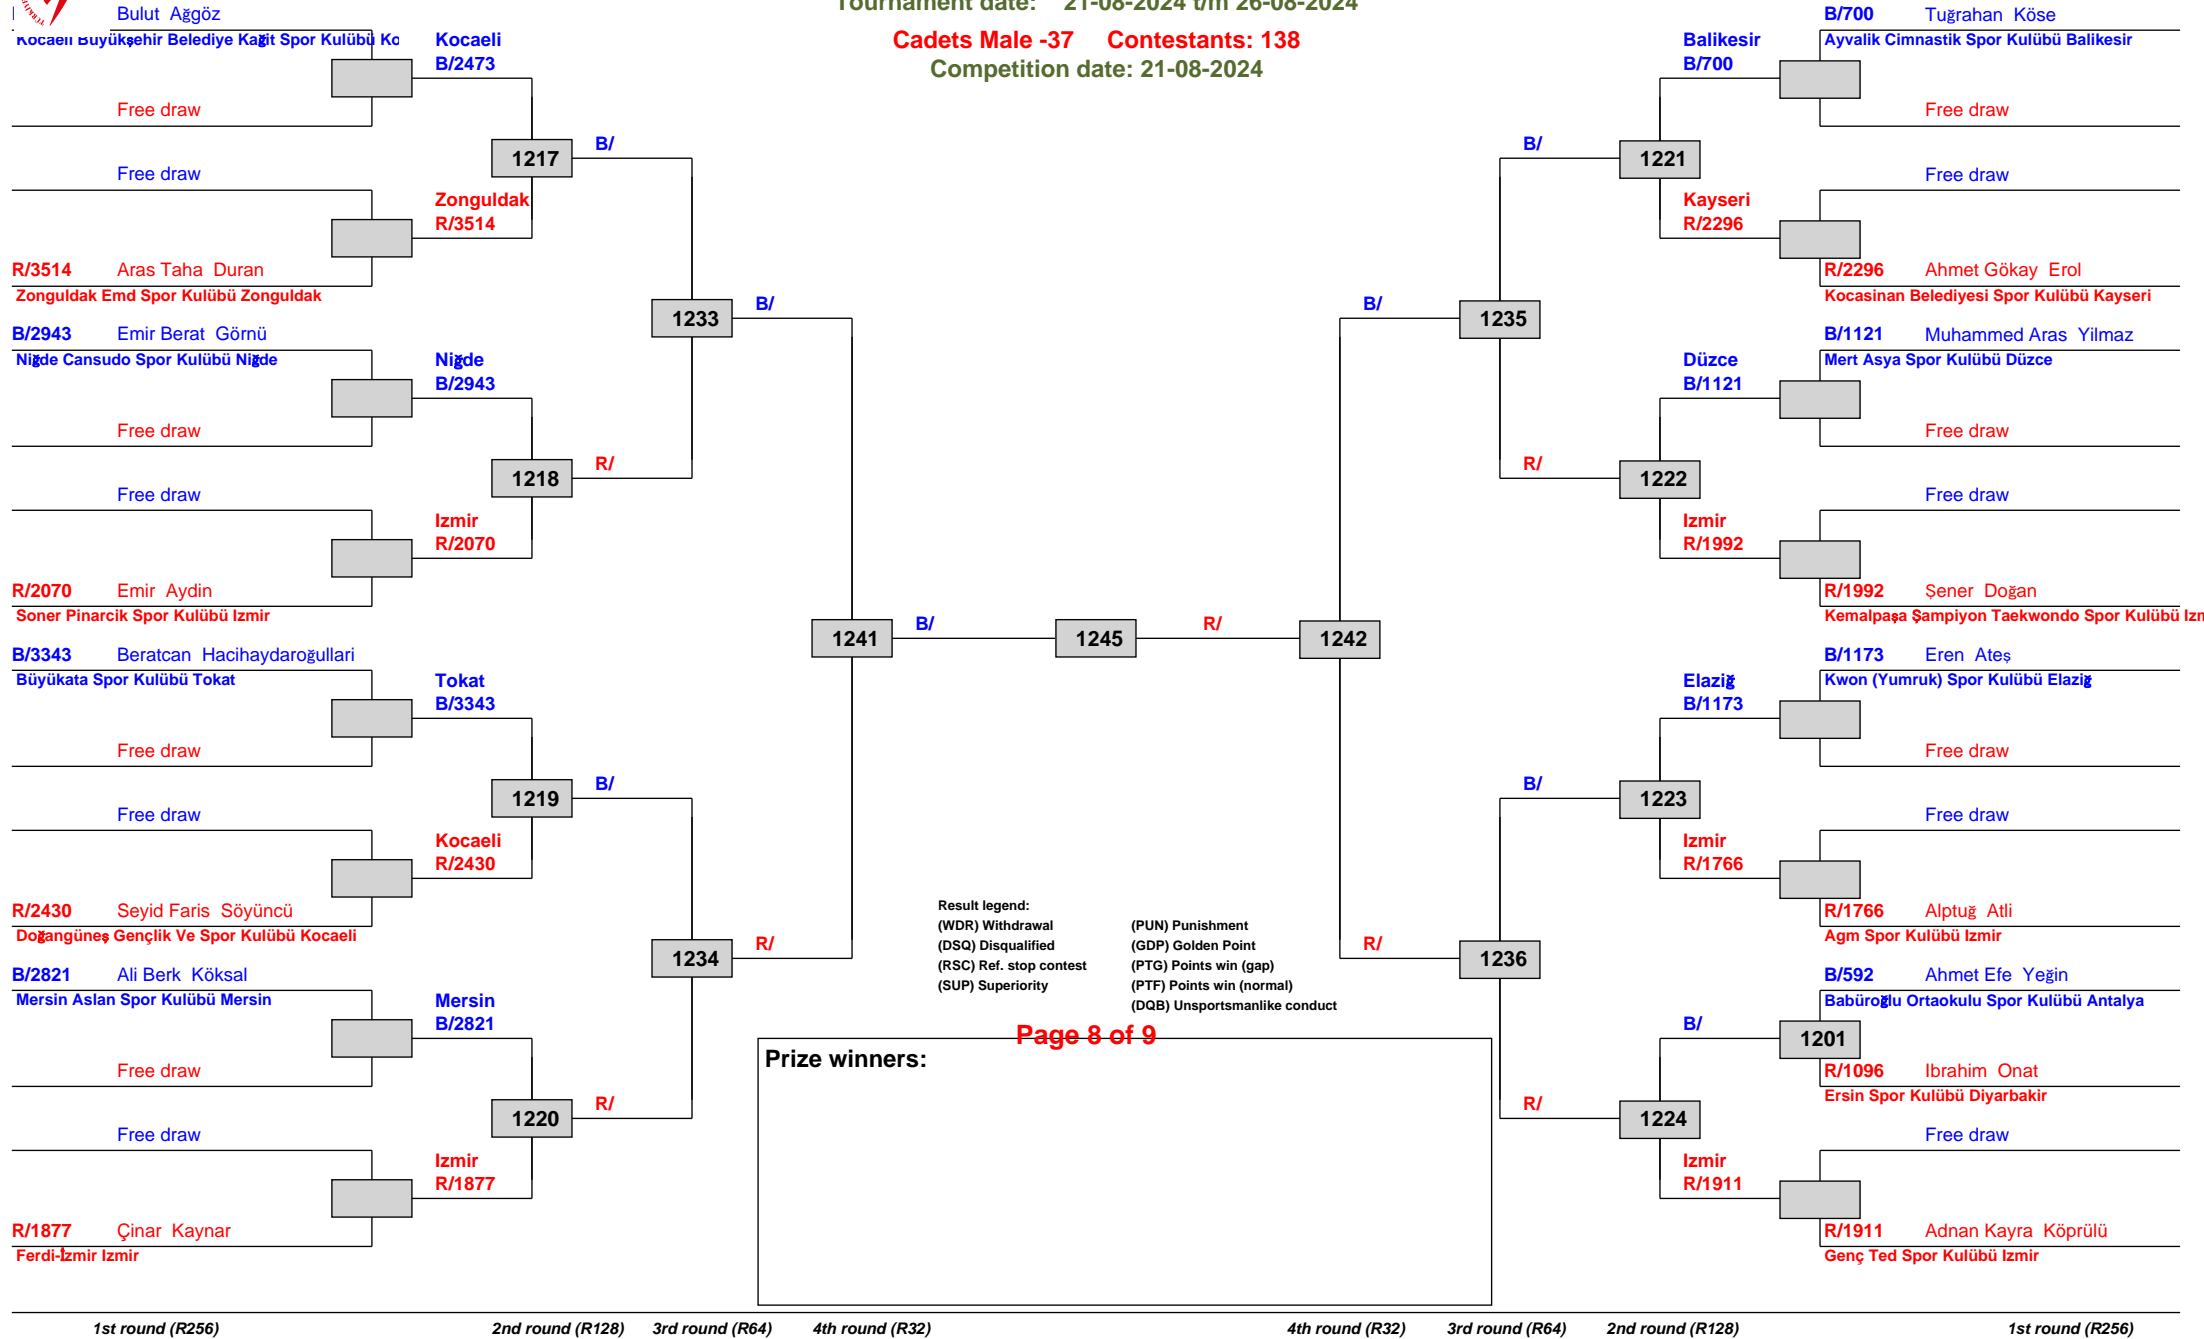 Tournament date: 21-08-2024 t/m 26-08-2024
Cadets Male -37 Contestants: 138
Competition date: 21-08-2024
Bulut Ağgöz
Kocaeli Büyükşehir Belediye Kağit Spor Kulübü Ko
Free draw
Free draw
R/3514 Aras Taha Duran
Zonguldak Emd Spor Kulübü Zonguldak
B/2943 Emir Berat Görnü
Niğde Cansudo Spor Kulübü Niğde
Free draw
Free draw
R/2070 Emir Aydin
Soner Pinarcik Spor Kulübü Izmir
B/3343 Beratcan Hacihaydaroğullari
Büyükata Spor Kulübü Tokat
Free draw
Free draw
R/2430 Seyid Faris Söyüncü
Doğangüneş Gençlik Ve Spor Kulübü Kocaeli
B/2821 Ali Berk Köksal
Mersin Aslan Spor Kulübü Mersin
Free draw
Free draw
R/1877 Çinar Kaynar
Ferdi-İzmir Izmir
Kocaeli
B/2473
1217
Zonguldak
R/3514
Niğde
B/2943
1218
Izmir
R/2070
Tokat
B/3343
1219
Kocaeli
R/2430
Mersin
B/2821
1220
Izmir
R/1877
B/
1233
R/
B/
1234
R/
B/
1241
R/
B/
1245
R/
1242
B/
R/
B/
1235
R/
B/
1236
R/
Balikesir
B/700
1221
Kayseri
R/2296
Düzce
B/1121
1222
Izmir
R/1992
Elaziğ
B/1173
1223
Izmir
R/1766
B/
1224
Izmir
R/1911
B/700 Tuğrahan Köse
Ayvalik Cimnastik Spor Kulübü Balikesir
Free draw
Free draw
R/2296 Ahmet Gökay Erol
Kocasinan Belediyesi Spor Kulübü Kayseri
B/1121 Muhammed Aras Yilmaz
Mert Asya Spor Kulübü Düzce
Free draw
Free draw
R/1992 Şener Doğan
Kemalpaşa Şampiyon Taekwondo Spor Kulübü Izm
B/1173 Eren Ateş
Kwon (Yumruk) Spor Kulübü Elaziğ
Free draw
Free draw
R/1766 Alptuğ Atli
Agm Spor Kulübü Izmir
B/592 Ahmet Efe Yeğin
Babüroğlu Ortaokulu Spor Kulübü Antalya
1201
R/1096 Ibrahim Onat
Ersin Spor Kulübü Diyarbakir
Free draw
R/1911 Adnan Kayra Köprülü
Genç Ted Spor Kulübü Izmir
Result legend:
(WDR) Withdrawal (PUN) Punishment
(DSQ) Disqualified (GDP) Golden Point
(RSC) Ref. stop contest (PTG) Points win (gap)
(SUP) Superiority (PTF) Points win (normal)
(DQB) Unsportsmanlike conduct
Page 8 of 9
Prize winners:
1st round (R256) 2nd round (R128) 3rd round (R64) 4th round (R32) 4th round (R32) 3rd round (R64) 2nd round (R128) 1st round (R256)